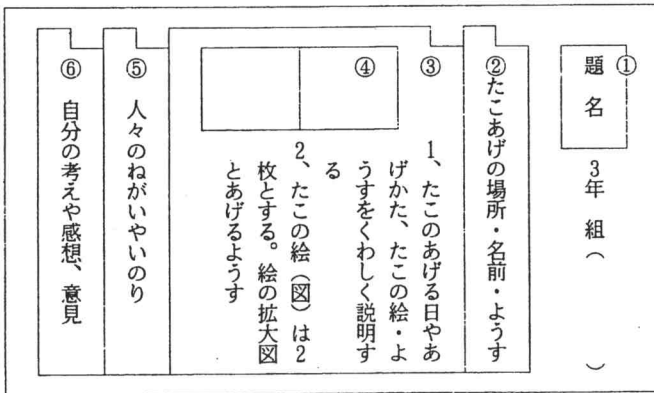 ①
題名
3年 組( )
②たこあげの場所・名前・ようす
③
1、たこのあげる日やあ
げかた、たこの絵・よ
うすをくわしく説明す
る
④
2、たこの絵(図)は2
枚とする。絵の拡大図
とあげるようす
⑤ 人々のねがいやいのり
⑥ 自分の考えや感想、意見